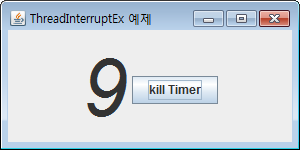 ThreadInterruptEx 예제
9
kill Timer